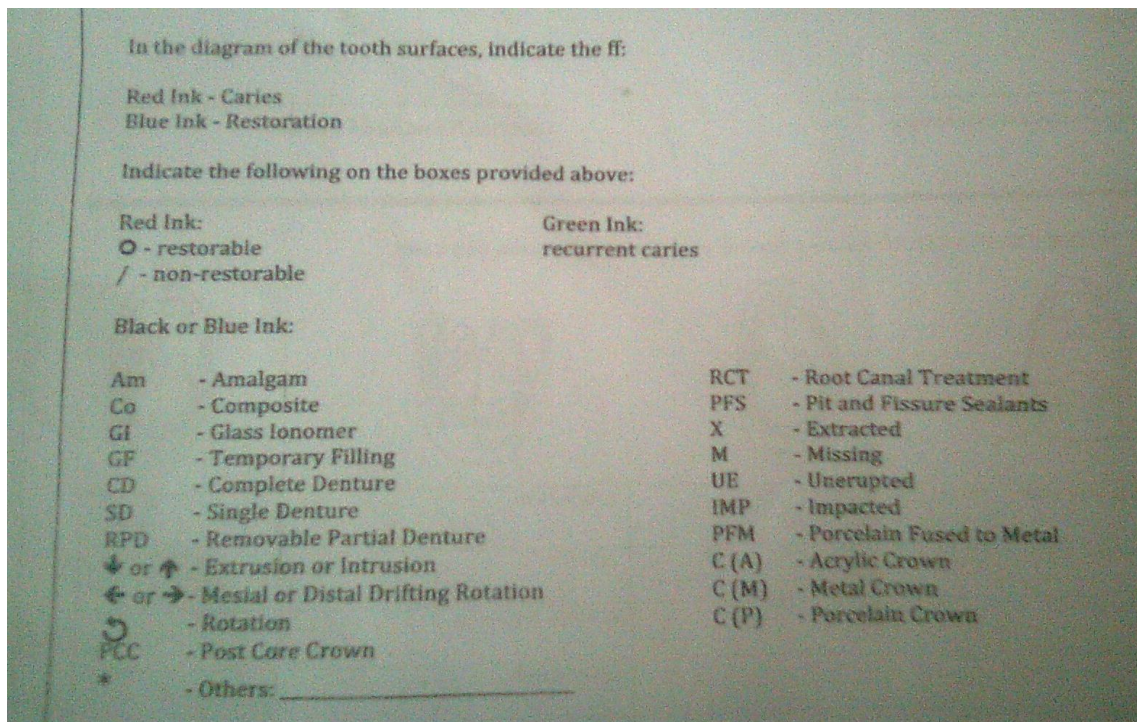 In the diagram of the tooth surfaces, indicate the ff:
Red Ink - Caries
Blue Ink - Restoration
Indicate the following on the boxes provided above:
Red Ink:
O - restorable
/ - non-restorable
Green Ink:
recurrent caries
Black or Blue Ink:
Am - Amalgam
Co - Composite
GI - Glass Ionomer
GF - Temporary Filling
CD - Complete Denture
SD - Single Denture
RPD - Removable Partial Denture
↓ or ↑ - Extrusion or Intrusion
← or → - Mesial or Distal Drifting Rotation
↺ - Rotation
PCC - Post Core Crown
* - Others: ____________________
RCT - Root Canal Treatment
PFS - Pit and Fissure Sealants
X - Extracted
M - Missing
UE - Unerupted
IMP - Impacted
PFM - Porcelain Fused to Metal
C (A) - Acrylic Crown
C (M) - Metal Crown
C (P) - Porcelain Crown